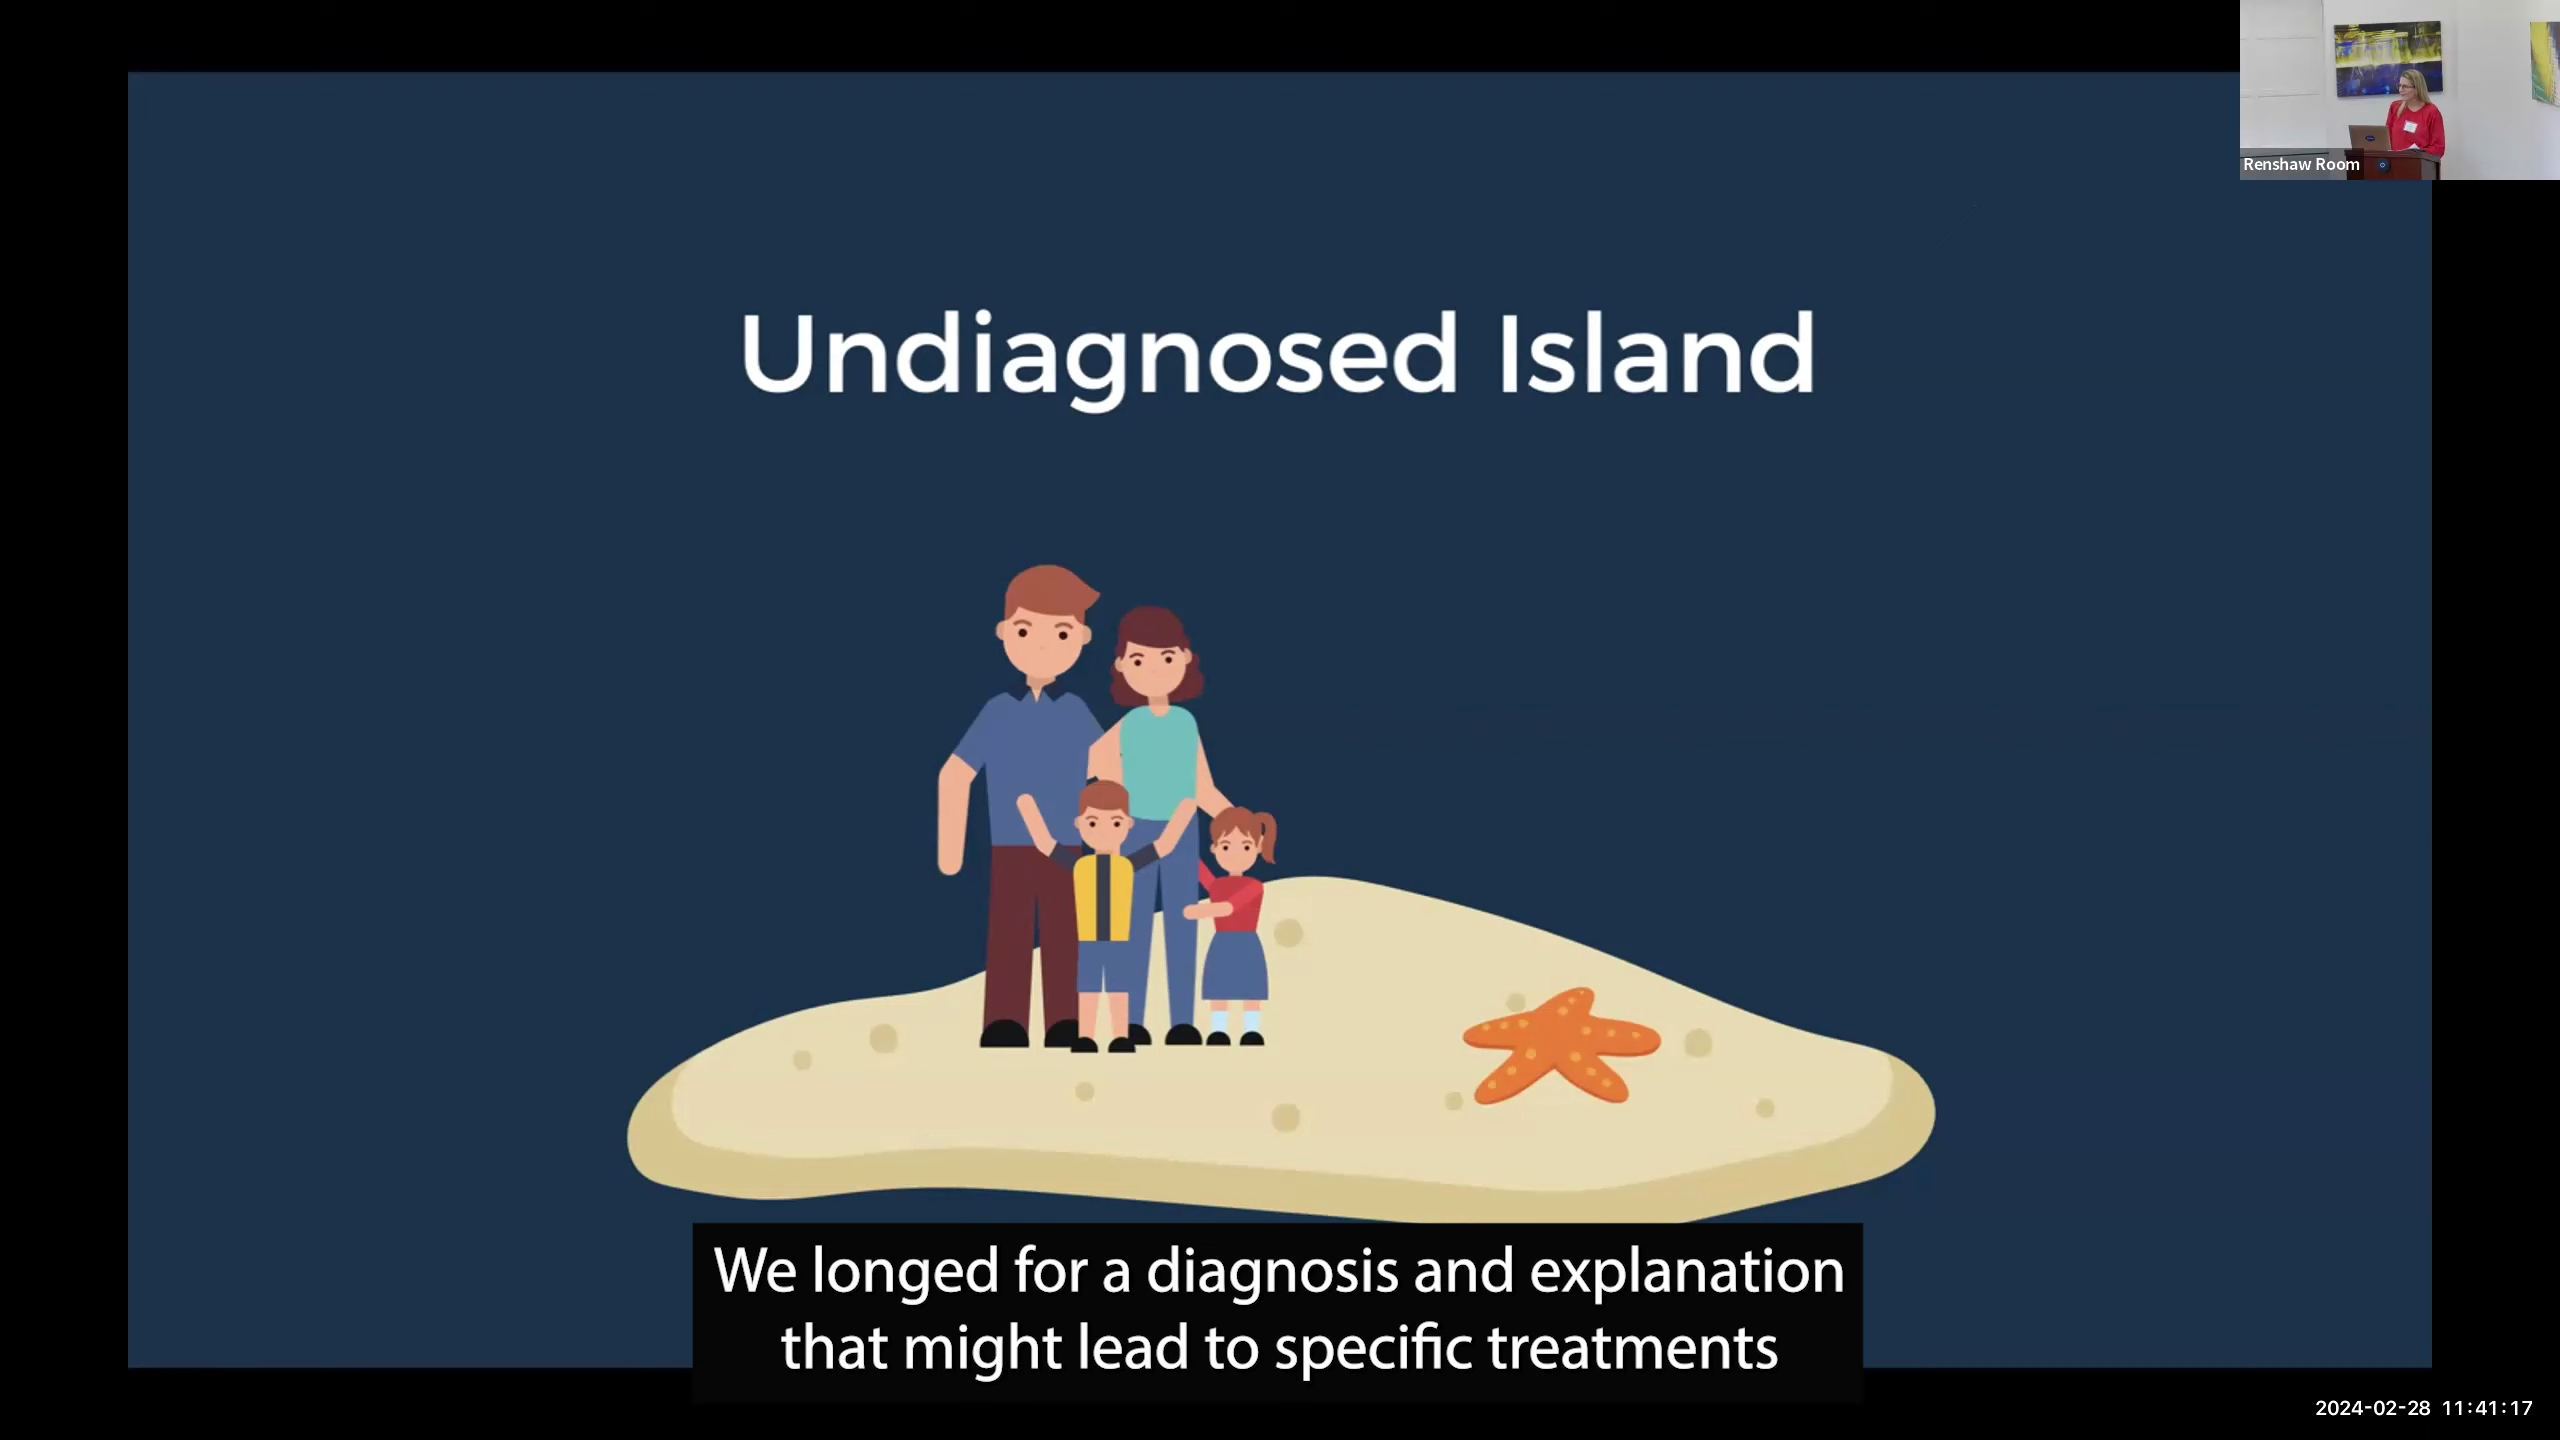 Renshaw Room
Undiagnosed Island
We longed for a diagnosis and explanation
that might lead to specific treatments
2024-02-28 11:41:17